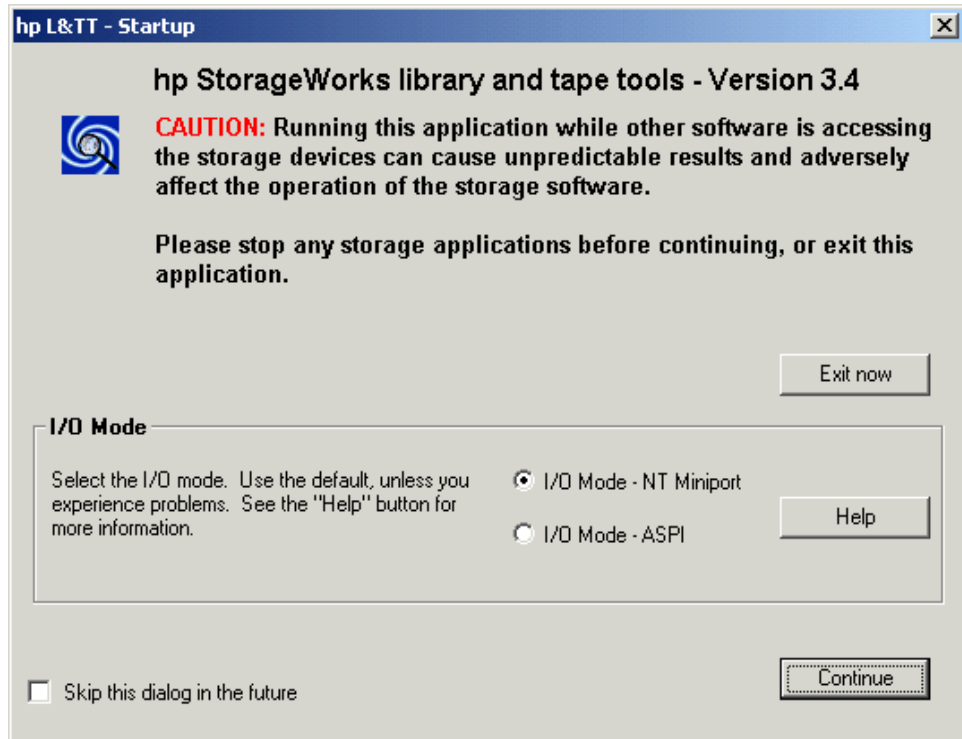 hp L&TT - Startup
hp StorageWorks library and tape tools - Version 3.4
CAUTION: Running this application while other software is accessing
the storage devices can cause unpredictable results and adversely
affect the operation of the storage software.
Please stop any storage applications before continuing, or exit this
application.
Exit now
I/O Mode
Select the I/O mode. Use the default, unless you
experience problems. See the "Help" button for
more information.
I/O Mode - NT Miniport
I/O Mode - ASPI
Help
Skip this dialog in the future
Continue